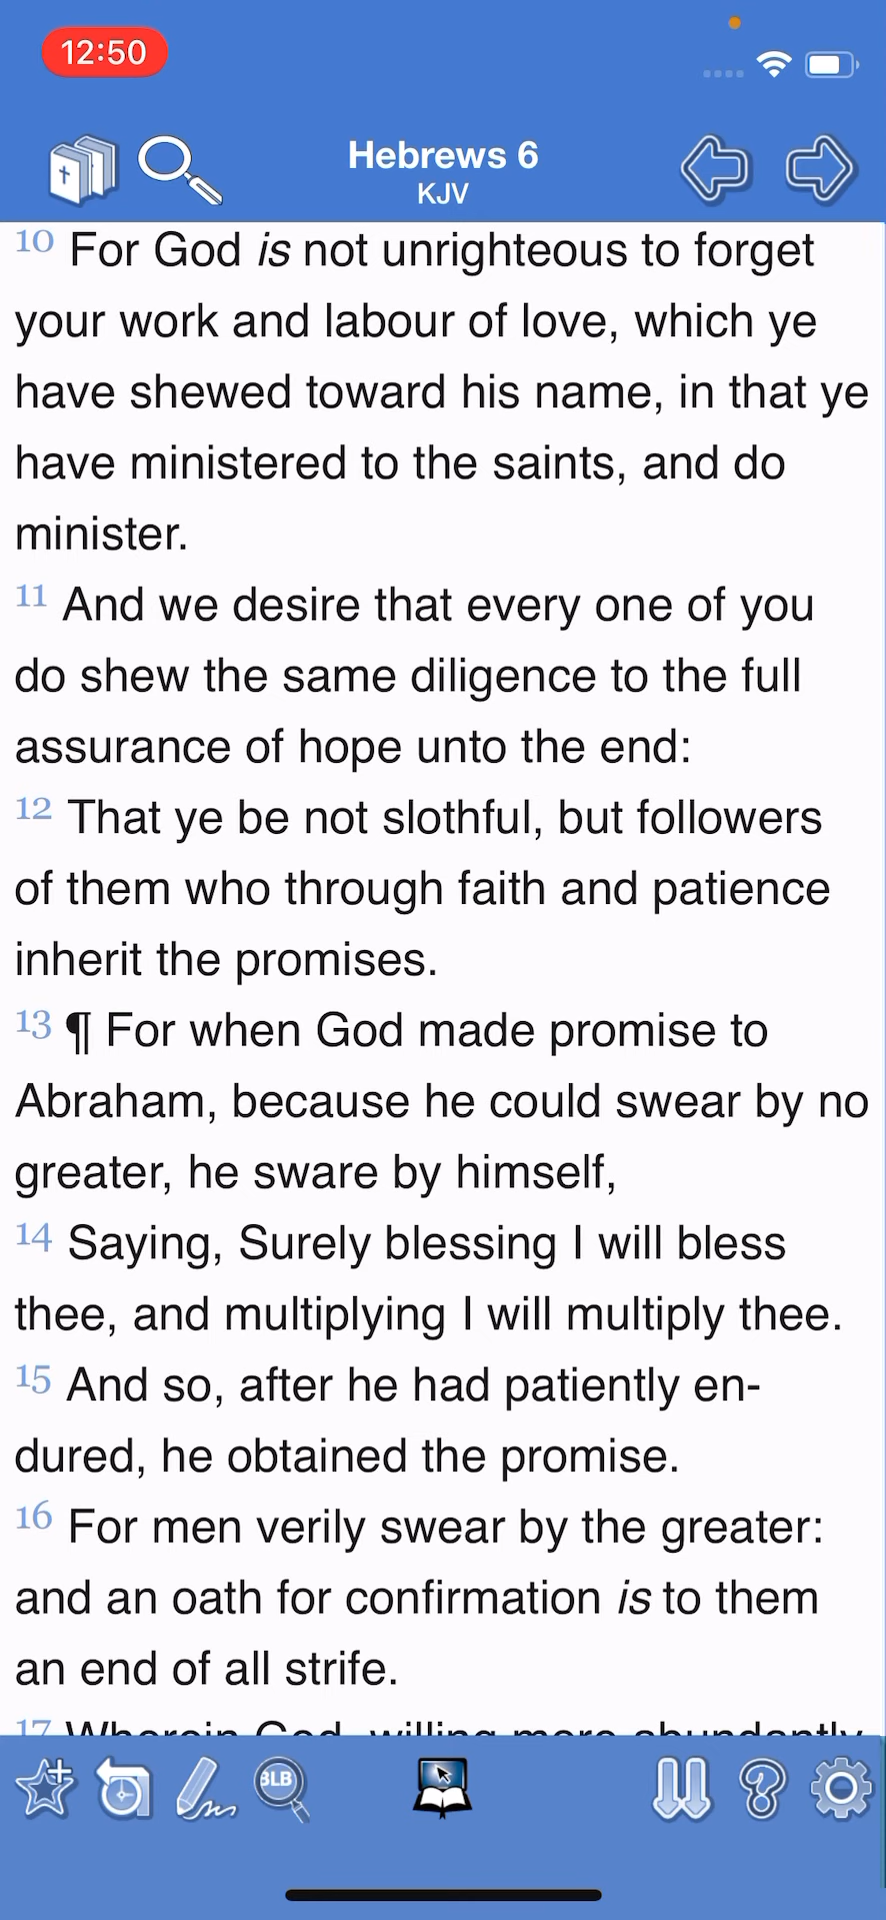 12:50
Hebrews 6
KJV
10 For God is not unrighteous to forget
your work and labour of love, which ye
have shewed toward his name, in that ye
have ministered to the saints, and do
minister.
11 And we desire that every one of you
do shew the same diligence to the full
assurance of hope unto the end:
12 That ye be not slothful, but followers
of them who through faith and patience
inherit the promises.
13 ¶ For when God made promise to
Abraham, because he could swear by no
greater, he sware by himself,
14 Saying, Surely blessing I will bless
thee, and multiplying I will multiply thee.
15 And so, after he had patiently en-
dured, he obtained the promise.
16 For men verily swear by the greater:
and an oath for confirmation is to them
an end of all strife.
17 Wherein God, willing more abundantly
BLB